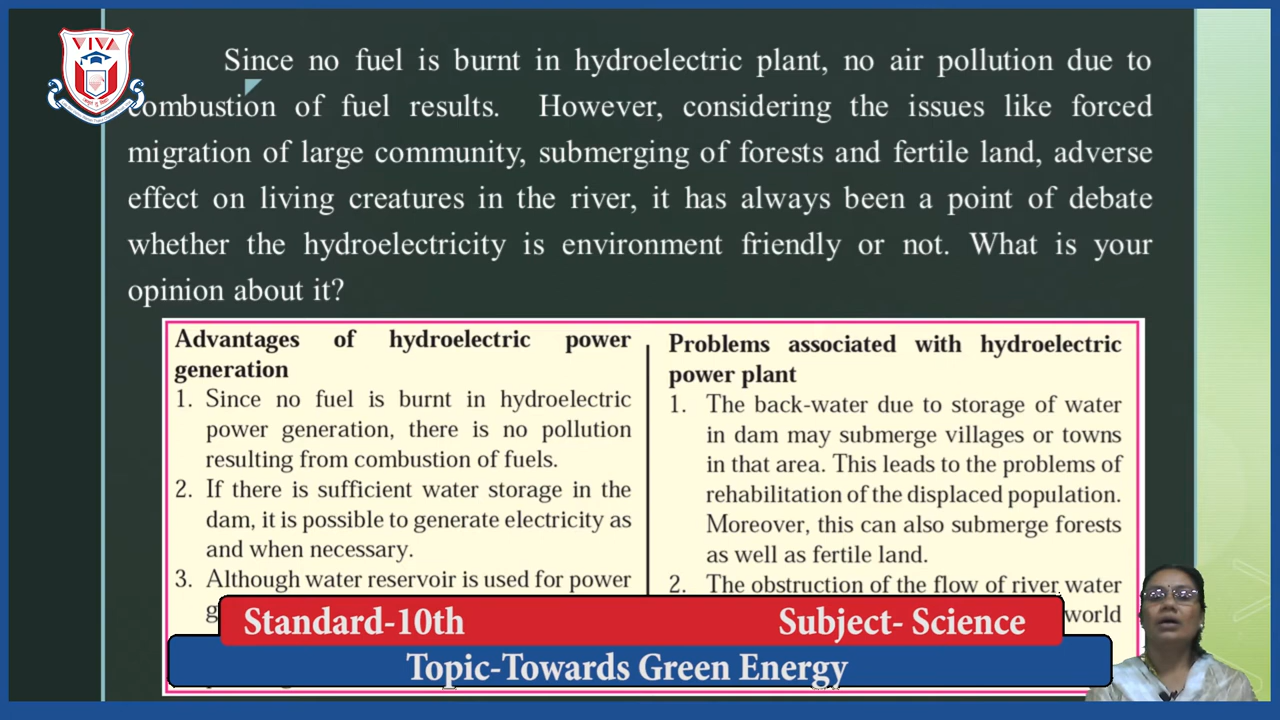 VIVA
Since no fuel is burnt in hydroelectric plant, no air pollution due to
combustion of fuel results. However, considering the issues like forced
migration of large community, submerging of forests and fertile land, adverse
effect on living creatures in the river, it has always been a point of debate
whether the hydroelectricity is environment friendly or not. What is your
opinion about it?
Advantages of hydroelectric power
generation
1. Since no fuel is burnt in hydroelectric
power generation, there is no pollution
resulting from combustion of fuels.
2. If there is sufficient water storage in the
dam, it is possible to generate electricity as
and when necessary.
3. Although water reservoir is used for power
Problems associated with hydroelectric
power plant
1. The back-water due to storage of water
in dam may submerge villages or towns
in that area. This leads to the problems of
rehabilitation of the displaced population.
Moreover, this can also submerge forests
as well as fertile land.
2. The obstruction of the flow of river water
world
Standard-10th Subject- Science
Topic-Towards Green Energy